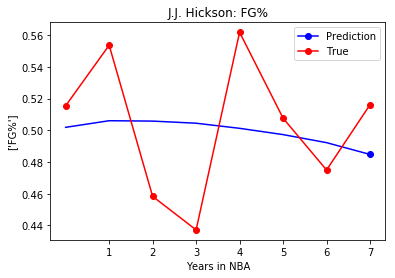 J.J. Hickson: FG%
Prediction
True
0.56
0.54
0.52
0.50
0.48
0.46
0.44
['FG%']
1 2 3 4 5 6 7
Years in NBA